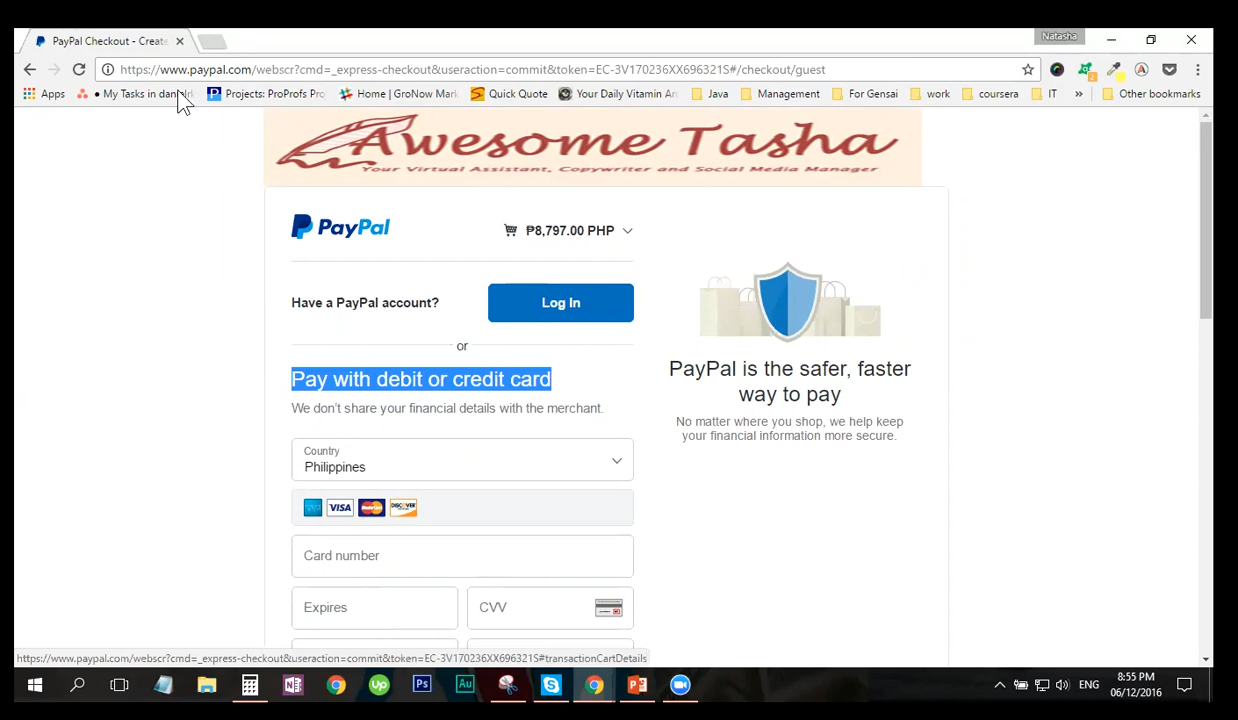 PayPal Checkout - Create
Natasha
https://www.paypal.com/webscr?cmd=_express-checkout&useraction=commit&token=EC-3V170236XX696321S#/checkout/guest
Apps
• My Tasks in
Projects: ProProfs Pro
Home | GroNow Mark
Quick Quote
Your Daily Vitamin
Java
Management
For Gensai
work
coursera
IT
»
Other bookmarks
Awesome Tasha
Your Virtual Assistant, Copywriter and Social Media Manager
PayPal
₱8,797.00 PHP
Have a PayPal account?
Log In
or
Pay with debit or credit card
We don't share your financial details with the merchant.
PayPal is the safer, faster
way to pay
No matter where you shop, we help keep
your financial information more secure.
Country
Philippines
VISA
MasterCard
DISCOVER
Card number
Expires
CVV
https://www.paypal.com/webscr?cmd=_express-checkout&useraction=commit&token=EC-3V170236XX696321S#transactionCartDetails
Up
Ps
Au
ENG
8:55 PM
06/12/2016